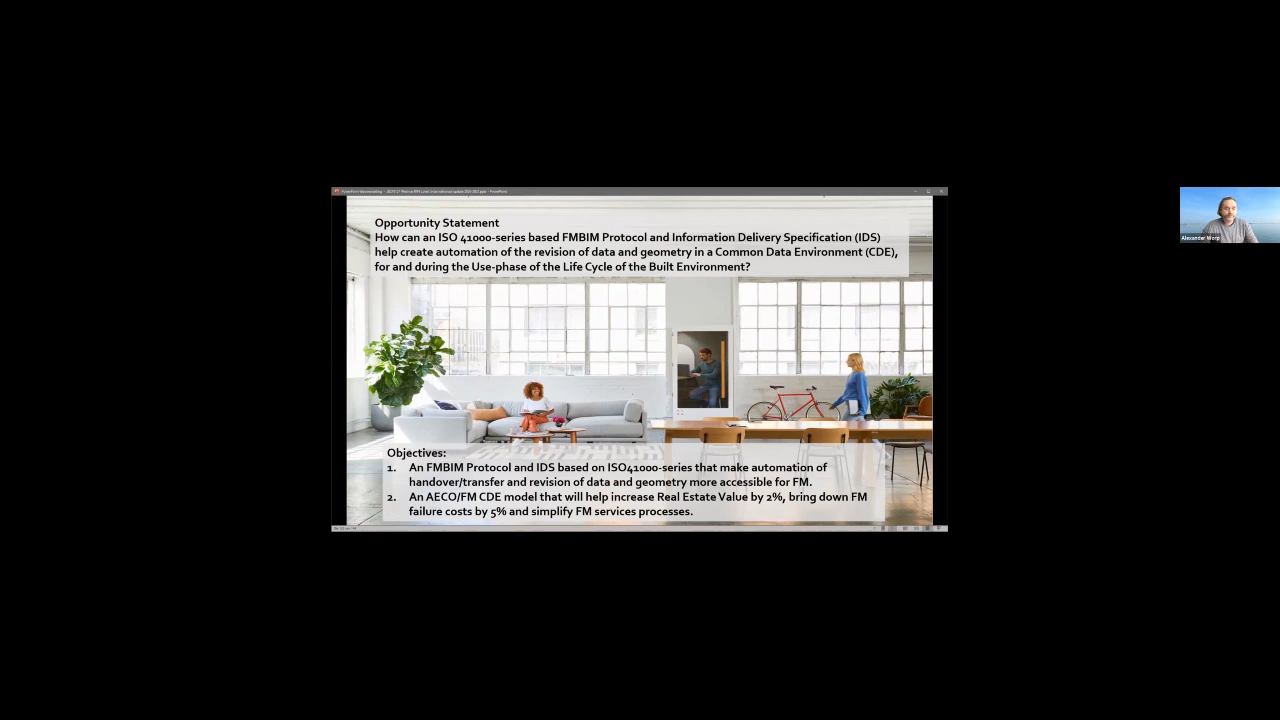 Opportunity Statement
How can an ISO 41000-series based FMBIM Protocol and Information Delivery Specification (IDS)
help create automation of the revision of data and geometry in a Common Data Environment (CDE),
for and during the Use-phase of the Life Cycle of the Built Environment?
Alexander Worp
Objectives:
1. An FMBIM Protocol and IDS based on ISO41000-series that make automation of
handover/transfer and revision of data and geometry more accessible for FM.
2. An AECO/FM CDE model that will help increase Real Estate Value by 2%, bring down FM
failure costs by 5% and simplify FM services processes.